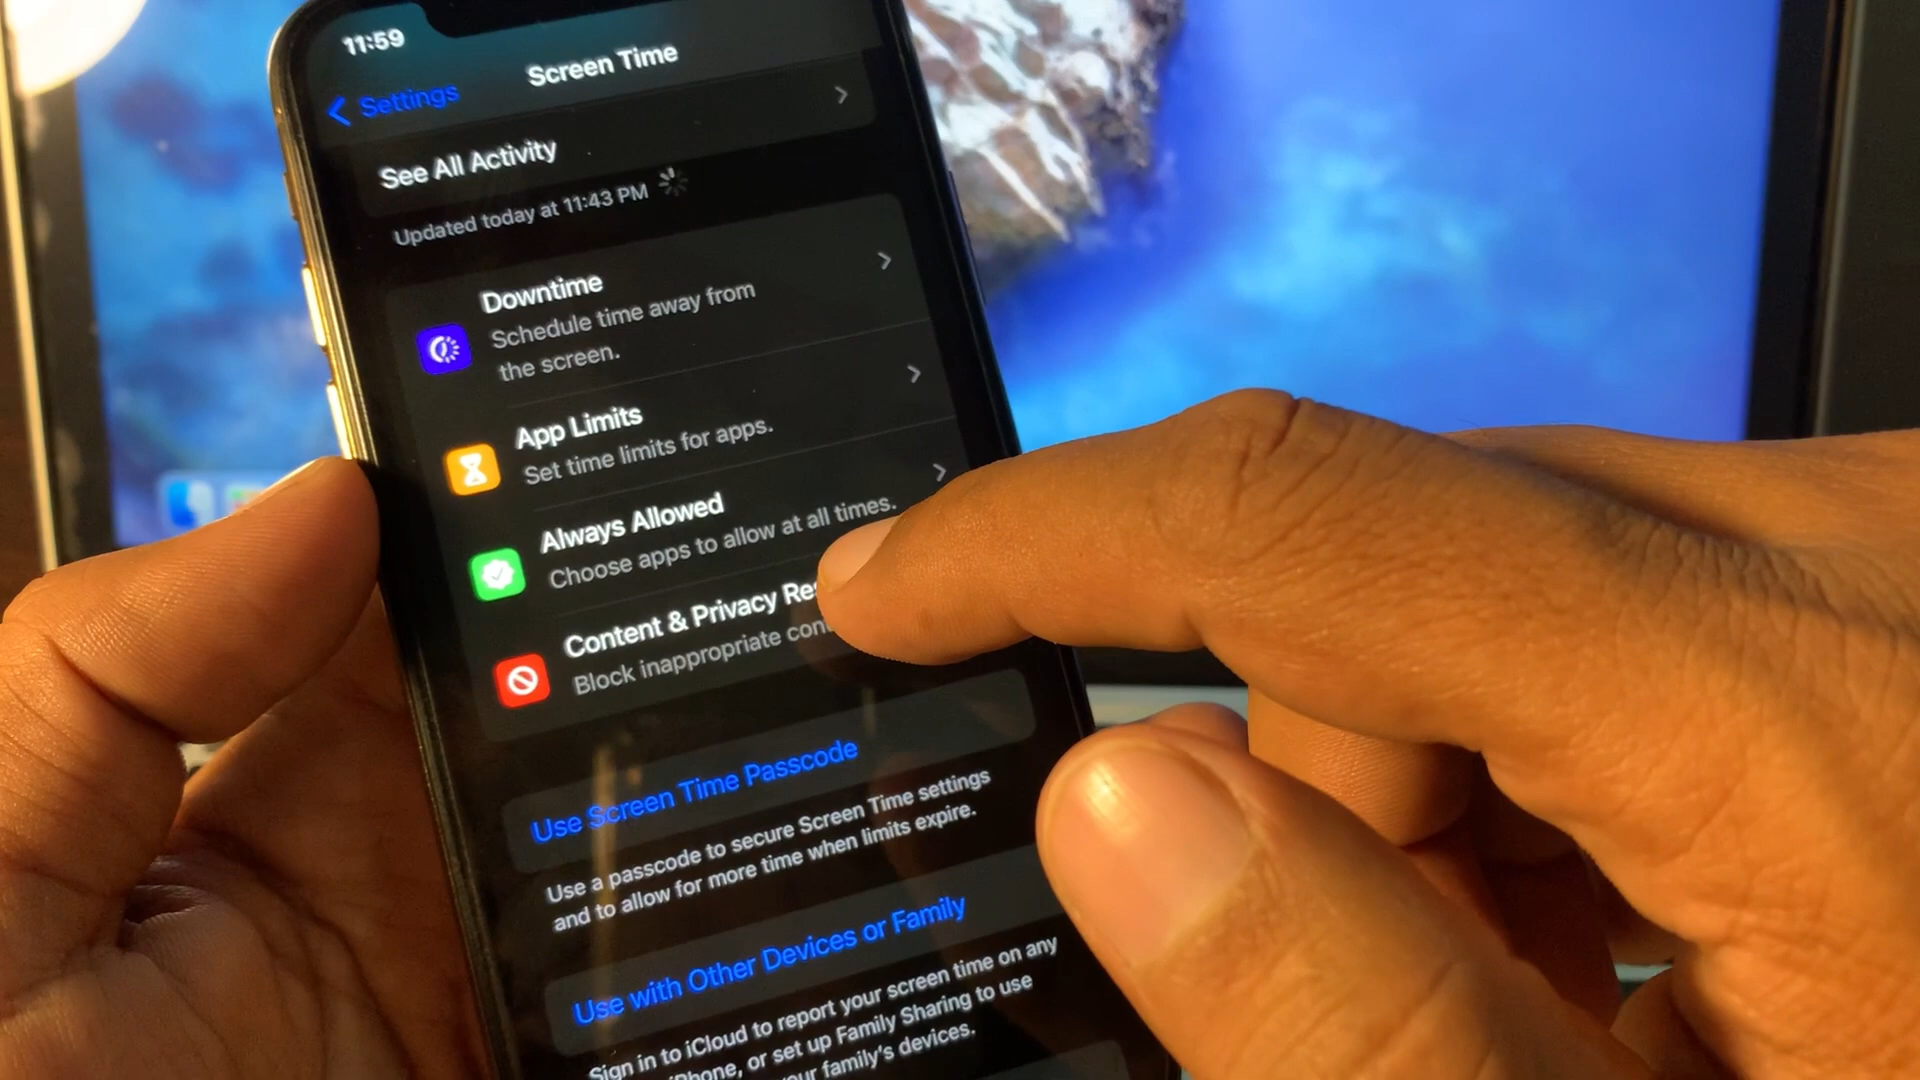 11:59
Settings
Screen Time
See All Activity
Updated today at 11:43 PM
Downtime
Schedule time away from
the screen.
App Limits
Set time limits for apps.
Always Allowed
Choose apps to allow at all times.
Content & Privacy
Block inappropriate
Use Screen Time Passcode
Use a passcode to secure Screen Time settings
and to allow for more time when limits expire.
Use with Other Devices or Family
Sign in to iCloud to report your screen time on any
iPhone, or set up Family Sharing to use
your family's devices.